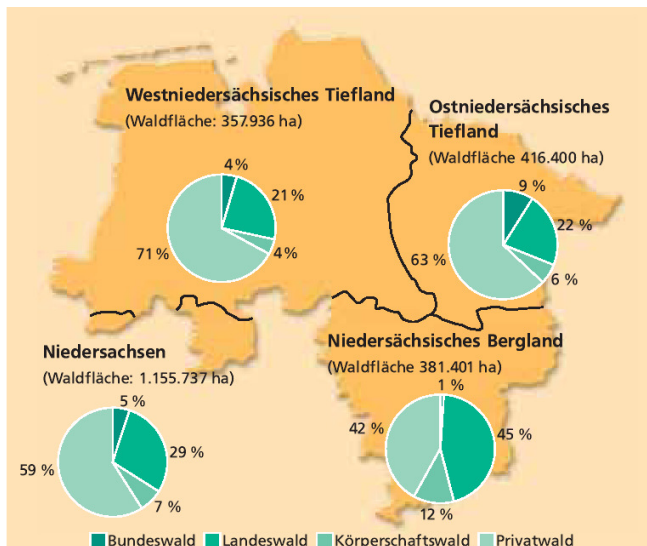 Westniedersächsisches Tiefland
(Waldfläche: 357.936 ha)
4 %
21 %
4 %
71 %
Ostniedersächsisches
Tiefland
(Waldfläche 416.400 ha)
9 %
22 %
6 %
63 %
Niedersachsen
(Waldfläche: 1.155.737 ha)
5 %
29 %
7 %
59 %
Niedersächsisches Bergland
(Waldfläche 381.401 ha)
1 %
45 %
12 %
42 %
Bundeswald Landeswald Körperschaftswald Privatwald